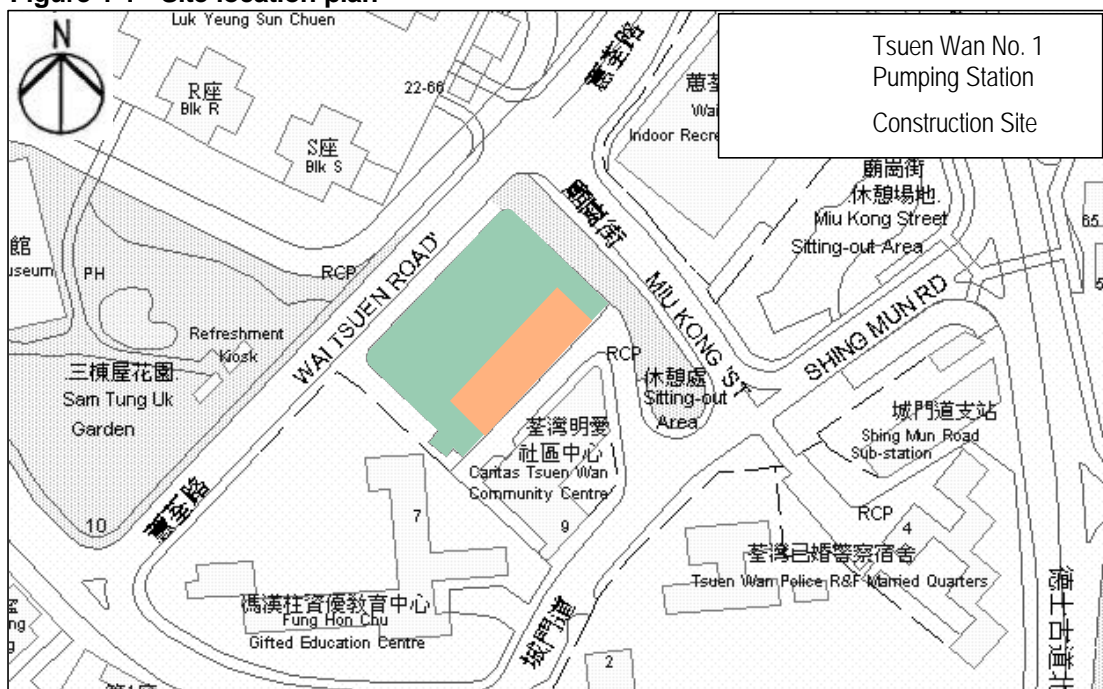 Figure 1-1 Site location plan
Luk Yeung Sun Chuen
N
R座
Blk R
S座
Blk S
22-66
蕙荃路
Indoor Recre
Tsuen Wan No. 1
Pumping Station
Construction Site
廟崗街
休憩場地
Miu Kong Street
Sitting-out Area
65
廟崗街
MIU KONG ST
SHING MUN RD
館
useum
PH
RCP
WAI TSUEN ROAD
Refreshment
Kiosk
三棟屋花園
Sam Tung Uk
Garden
RCP
休憩處
Sitting-out
Area
城門道支站
Shing Mun Road
Sub-station
荃灣明愛
社區中心
Caritas Tsuen Wan
Community Centre
9
7
10
蕙荃路
RCP
4
荃灣已婚警察宿舍
Tsuen Wan Police R&F Married Quarters
馮漢柱資優教育中心
Fung Hon Chu
Gifted Education Centre
城門道
2
德士古道北